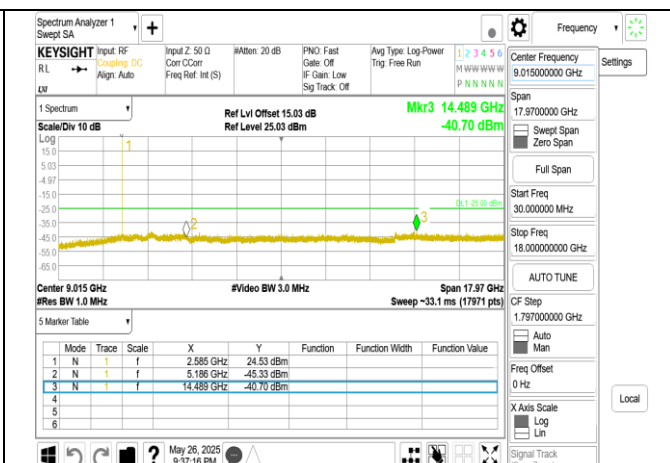 Spectrum Analyzer 1
Swept SA
Frequency
Settings
KEYSIGHT
RL
Input: RF
Coupling: DC
Align: Auto
Input Z: 50 Ω
Corr CCorr
Freq Ref: Int (S)
#Atten: 20 dB
PNO: Fast
Gate: Off
IF Gain: Low
Sig Track: Off
Avg Type: Log-Power
Trig: Free Run
1 2 3 4 5 6
M W W W W W
P N N N N N
1 Spectrum
Scale/Div 10 dB
Log
Ref Lvl Offset 15.03 dB
Ref Level 25.03 dBm
Mkr3 14.489 GHz
-40.70 dBm
15.0
5.03
-4.97
-15.0
-25.0
-35.0
-45.0
-55.0
-65.0
1
2
3
DL1 -25.00 dBm
Center 9.015 GHz
#Video BW 3.0 MHz
Span 17.97 GHz
#Res BW 1.0 MHz
Sweep ~33.1 ms (17971 pts)
5 Marker Table
Mode Trace Scale X Y Function Function Width Function Value
1 N 1 f 2.585 GHz 24.53 dBm
2 N 1 f 5.186 GHz -45.33 dBm
3 N 1 f 14.489 GHz -40.70 dBm
4
5
6
May 26, 2025
9:37:16 PM
Center Frequency
9.015000000 GHz
Span
17.9700000 GHz
Swept Span
Zero Span
Full Span
Start Freq
30.000000 MHz
Stop Freq
18.000000000 GHz
AUTO TUNE
CF Step
1.797000000 GHz
Auto
Man
Freq Offset
0 Hz
X Axis Scale
Log
Lin
Signal Track
Local